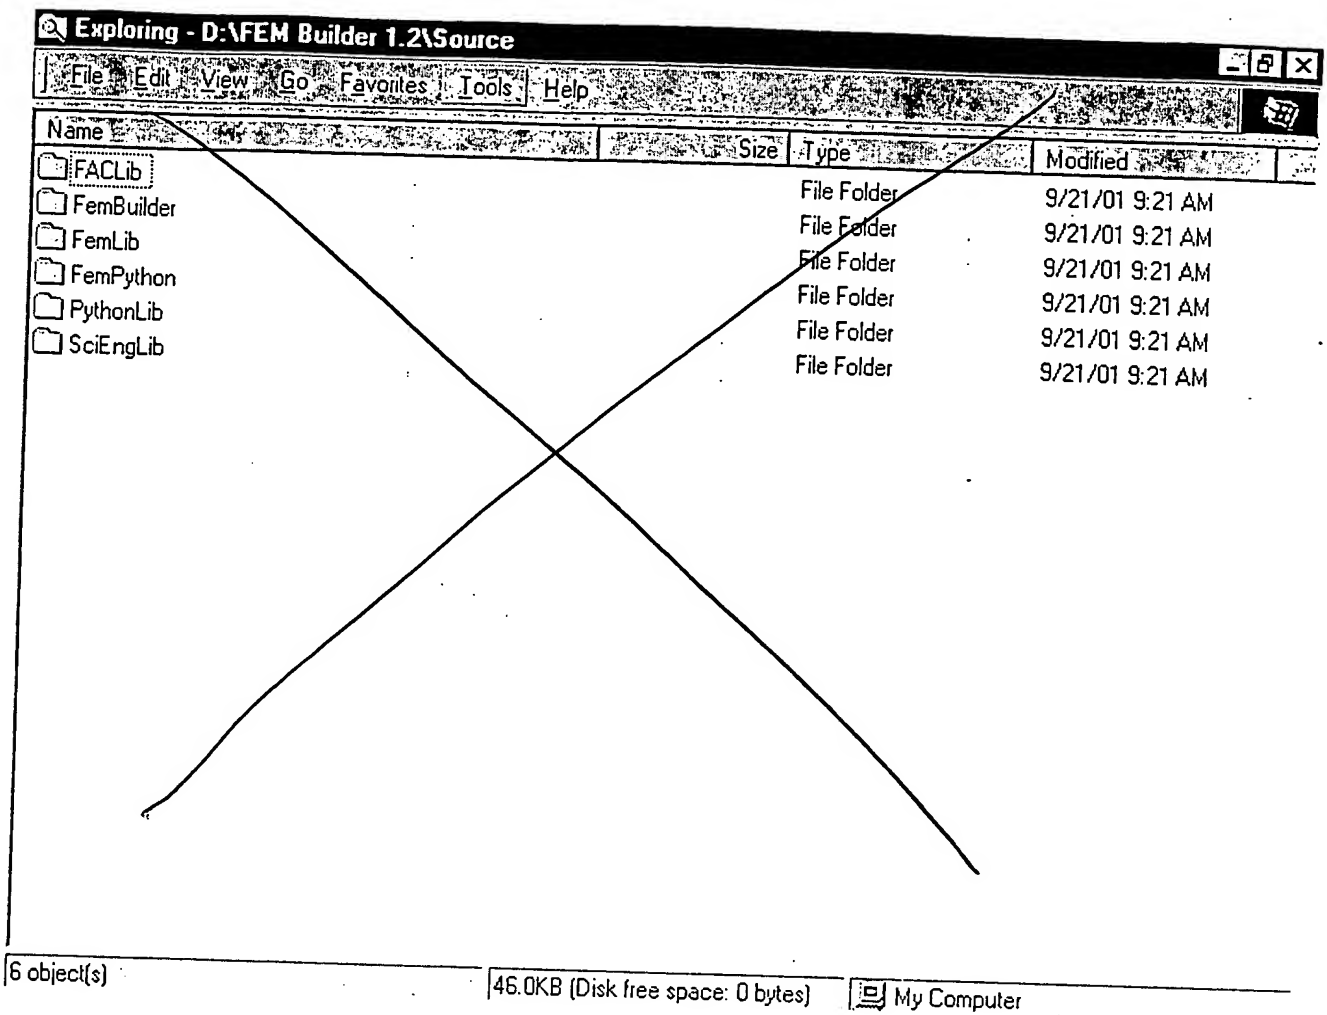 Exploring - D:\FEM Builder 1.2\Source
File Edit View Go Favorites Tools Help
Name Size Type Modified
FACLib File Folder 9/21/01 9:21 AM
FemBuilder File Folder 9/21/01 9:21 AM
FemLib File Folder 9/21/01 9:21 AM
FemPython File Folder 9/21/01 9:21 AM
PythonLib File Folder 9/21/01 9:21 AM
SciEngLib File Folder 9/21/01 9:21 AM
6 object(s) 46.0KB (Disk free space: 0 bytes) My Computer